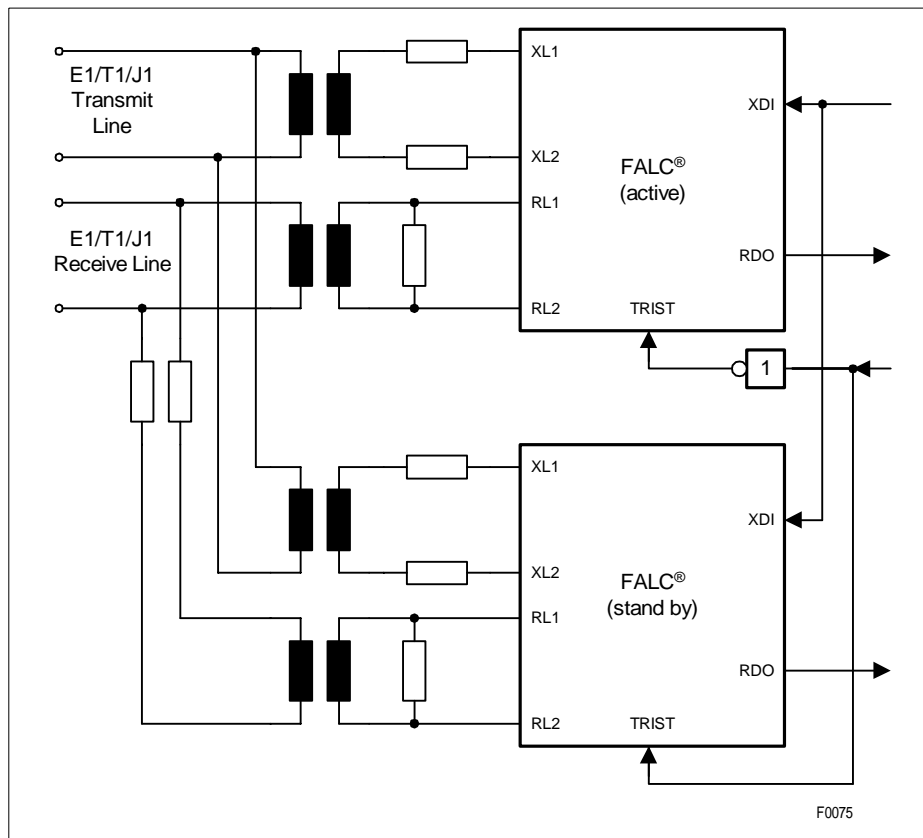 E1/T1/J1
Transmit
Line
E1/T1/J1
Receive Line
XL1
XL2
RL1
RL2
FALC®
(active)
TRIST
XDI
RDO
1
XL1
XL2
RL1
RL2
FALC®
(stand by)
TRIST
XDI
RDO
F0075